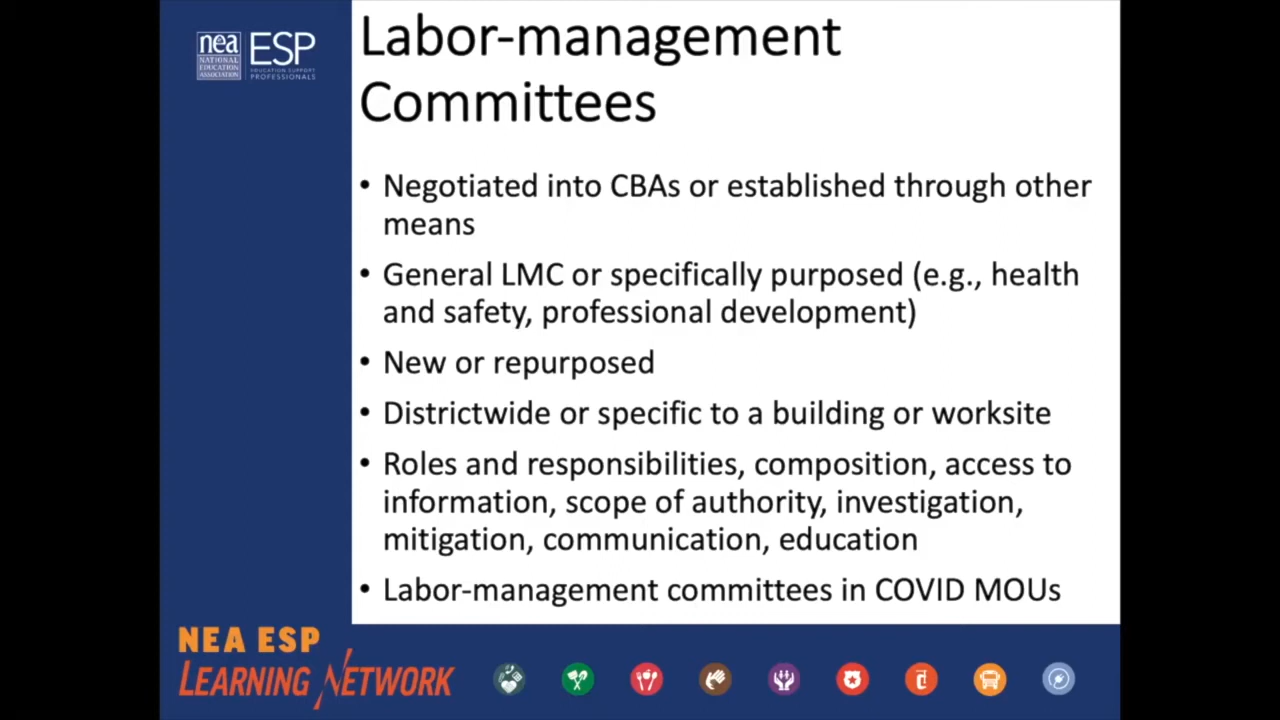 nea
NATIONAL
EDUCATION
ASSOCIATION
ESP
EDUCATION SUPPORT
PROFESSIONALS
Labor-management
Committees
• Negotiated into CBAs or established through other
means
• General LMC or specifically purposed (e.g., health
and safety, professional development)
• New or repurposed
• Districtwide or specific to a building or worksite
• Roles and responsibilities, composition, access to
information, scope of authority, investigation,
mitigation, communication, education
• Labor-management committees in COVID MOUs
NEA ESP
LEARNING NETWORK